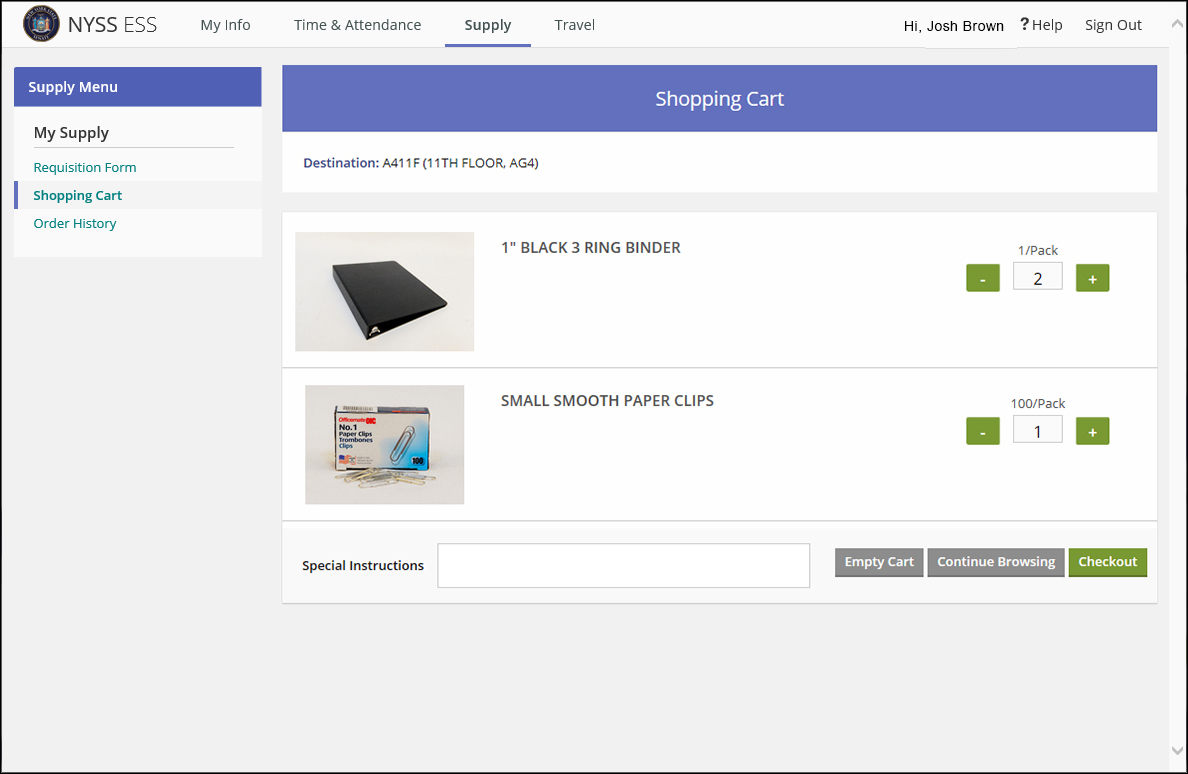 NYSS ESS My Info Time & Attendance Supply Travel Hi, Josh Brown ? Help Sign Out
Supply Menu
My Supply
Requisition Form
Shopping Cart
Order History
Shopping Cart
Destination: A411F (11TH FLOOR, AG4)
1" BLACK 3 RING BINDER
1/Pack
- 2 +
Officemate OIC
No.1
Paper Clips
Trombones
Clips
100
SMALL SMOOTH PAPER CLIPS
100/Pack
- 1 +
Special Instructions
Empty Cart Continue Browsing Checkout